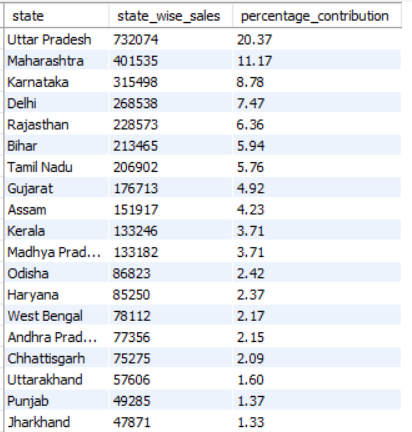 state state_wise_sales percentage_contribution
Uttar Pradesh 732074 20.37
Maharashtra 401535 11.17
Karnataka 315498 8.78
Delhi 268538 7.47
Rajasthan 228573 6.36
Bihar 213465 5.94
Tamil Nadu 206902 5.76
Gujarat 176713 4.92
Assam 151917 4.23
Kerala 133246 3.71
Madhya Prad... 133182 3.71
Odisha 86823 2.42
Haryana 85250 2.37
West Bengal 78112 2.17
Andhra Prad... 77356 2.15
Chhattisgarh 75275 2.09
Uttarakhand 57606 1.60
Punjab 49285 1.37
Jharkhand 47871 1.33